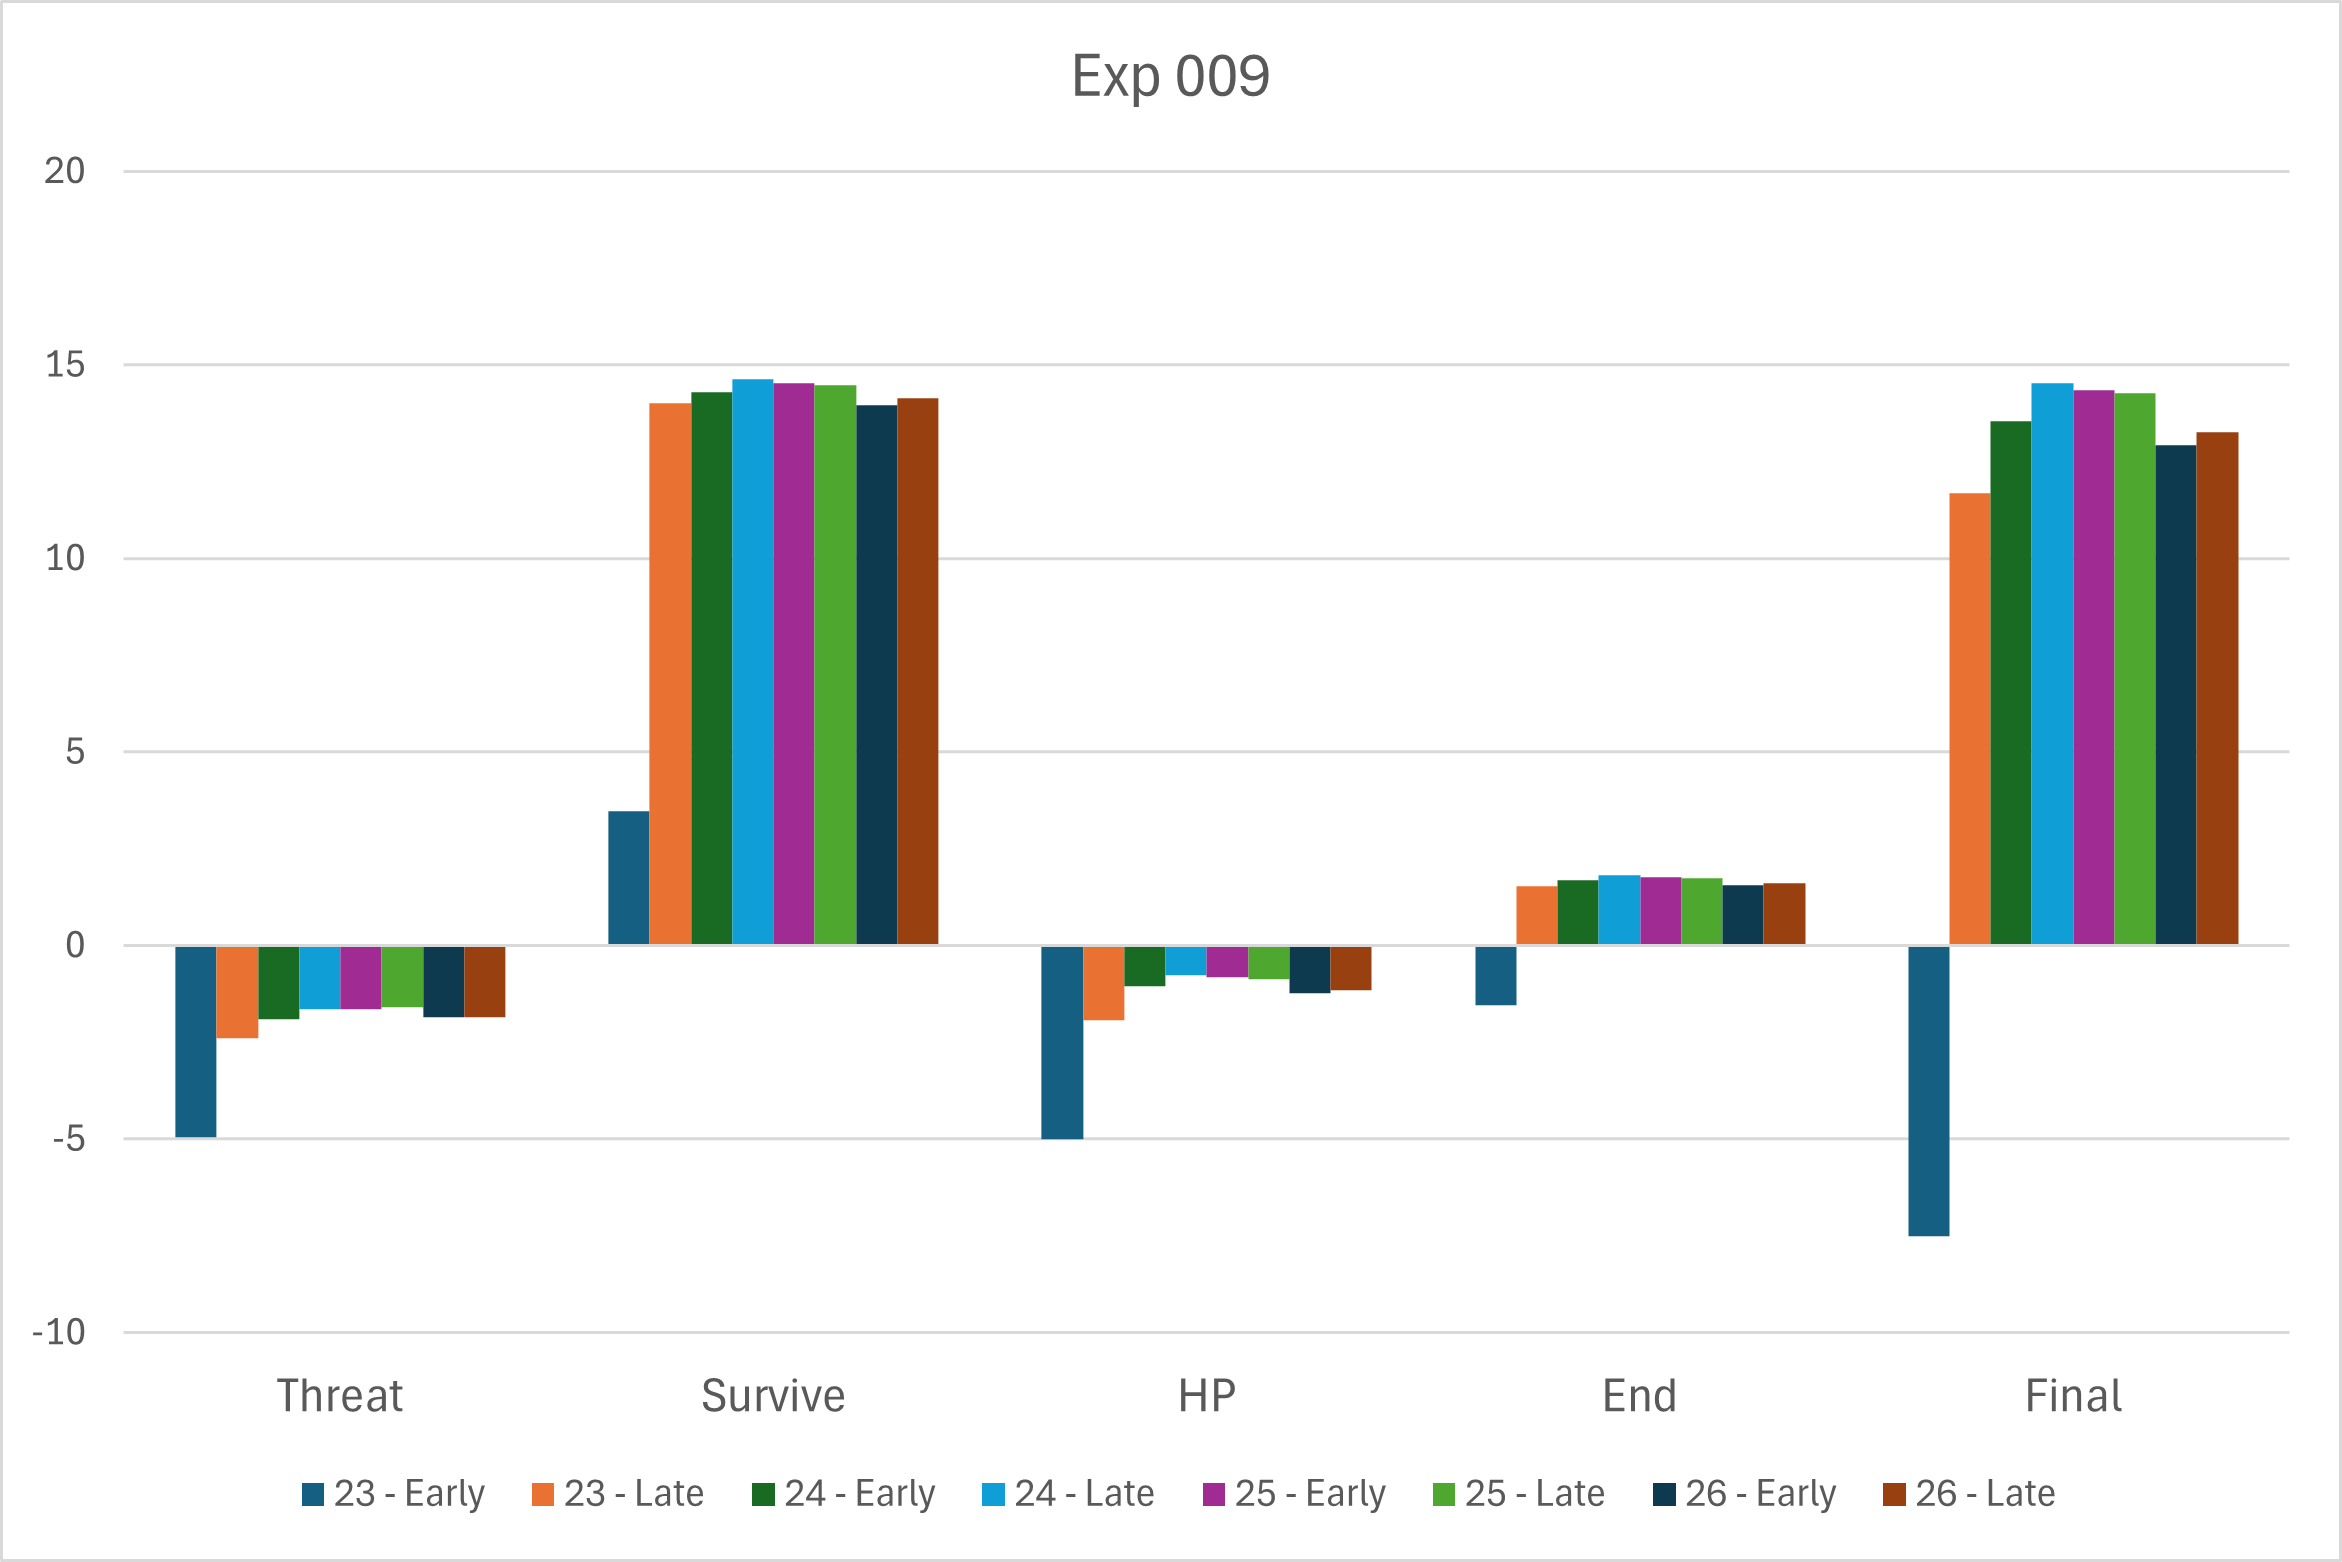 Exp 009
20
15
10
5
0
-5
-10
Threat Survive HP End Final
23 - Early 23 - Late 24 - Early 24 - Late 25 - Early 25 - Late 26 - Early 26 - Late